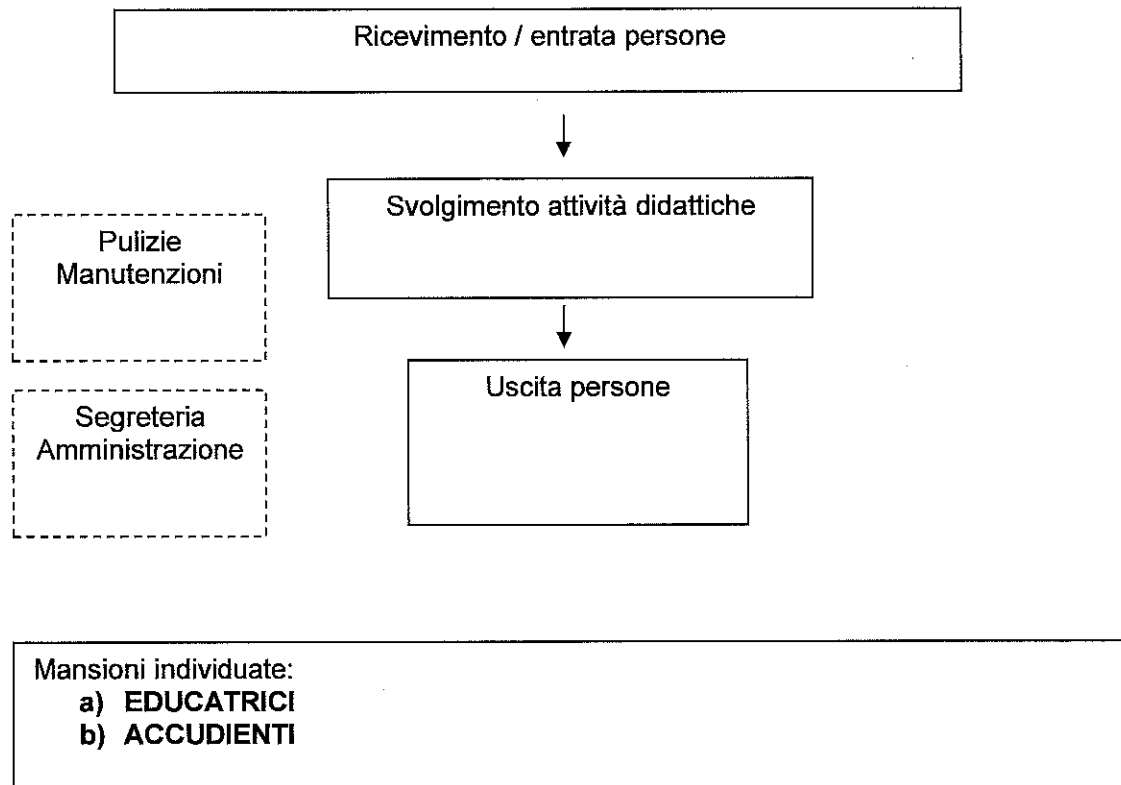 Ricevimento / entrata persone
Svolgimento attività didattiche
Pulizie
Manutenzioni
Uscita persone
Segreteria
Amministrazione
Mansioni individuate:
a) EDUCATRICI
b) ACCUDIENTI